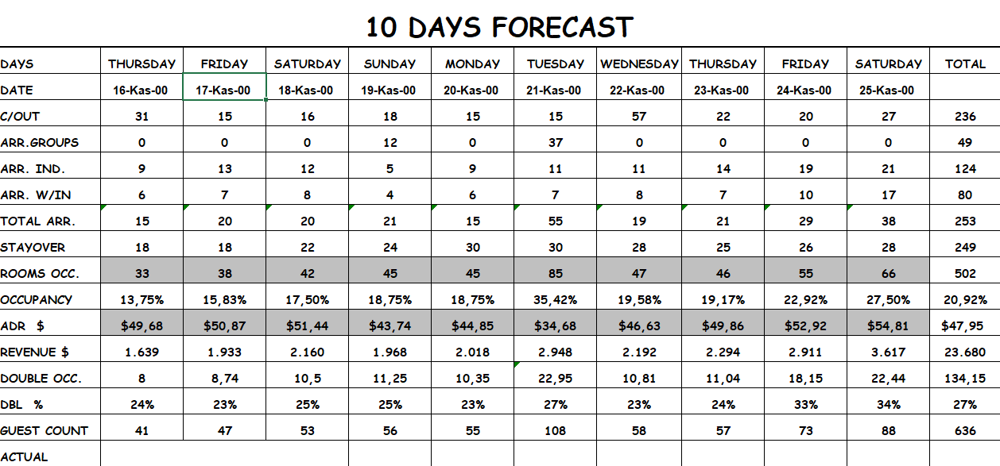 10 DAYS FORECAST
DAYS THURSDAY FRIDAY SATURDAY SUNDAY MONDAY TUESDAY WEDNESDAY THURSDAY FRIDAY SATURDAY TOTAL
DATE 16-Kas-00 17-Kas-00 18-Kas-00 19-Kas-00 20-Kas-00 21-Kas-00 22-Kas-00 23-Kas-00 24-Kas-00 25-Kas-00
C/OUT 31 15 16 18 15 15 57 22 20 27 236
ARR.GROUPS 0 0 0 12 0 37 0 0 0 0 49
ARR. IND. 9 13 12 5 9 11 11 14 19 21 124
ARR. W/IN 6 7 8 4 6 7 8 7 10 17 80
TOTAL ARR. 15 20 20 21 15 55 19 21 29 38 253
STAYOVER 18 18 22 24 30 30 28 25 26 28 249
ROOMS OCC. 33 38 42 45 45 85 47 46 55 66 502
OCCUPANCY 13,75% 15,83% 17,50% 18,75% 18,75% 35,42% 19,58% 19,17% 22,92% 27,50% 20,92%
ADR $ $49,68 $50,87 $51,44 $43,74 $44,85 $34,68 $46,63 $49,86 $52,92 $54,81 $47,95
REVENUE $ 1.639 1.933 2.160 1.968 2.018 2.948 2.192 2.294 2.911 3.617 23.680
DOUBLE OCC. 8 8,74 10,5 11,25 10,35 22,95 10,81 11,04 18,15 22,44 134,15
DBL % 24% 23% 25% 25% 23% 27% 23% 24% 33% 34% 27%
GUEST COUNT 41 47 53 56 55 108 58 57 73 88 636
ACTUAL